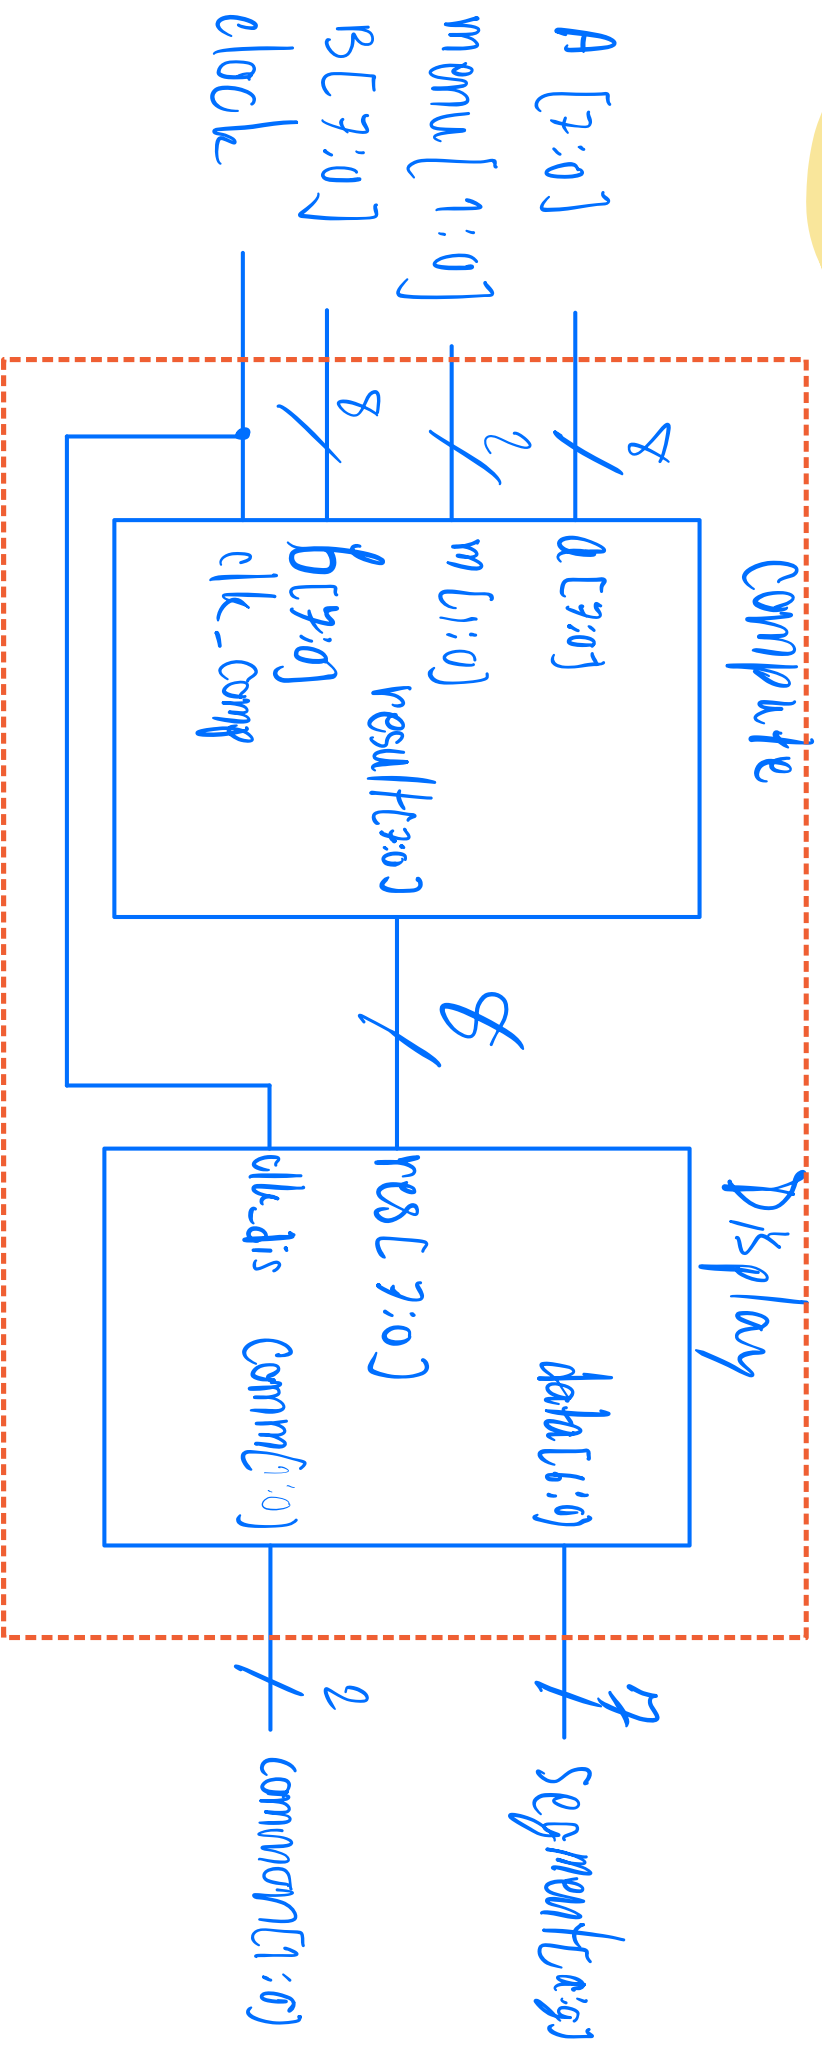 A [7:0]
menu [1:0]
B[7:0]
clock
8
2
8
Compute
a[7:0]
m[1:0]
b[7:0]
clk_comp
result[7:0]
8
Display
res[7:0]
clk_dis
data[6:0]
Comm[1:0]
7
2
Segment[a:g]
common[1:0]